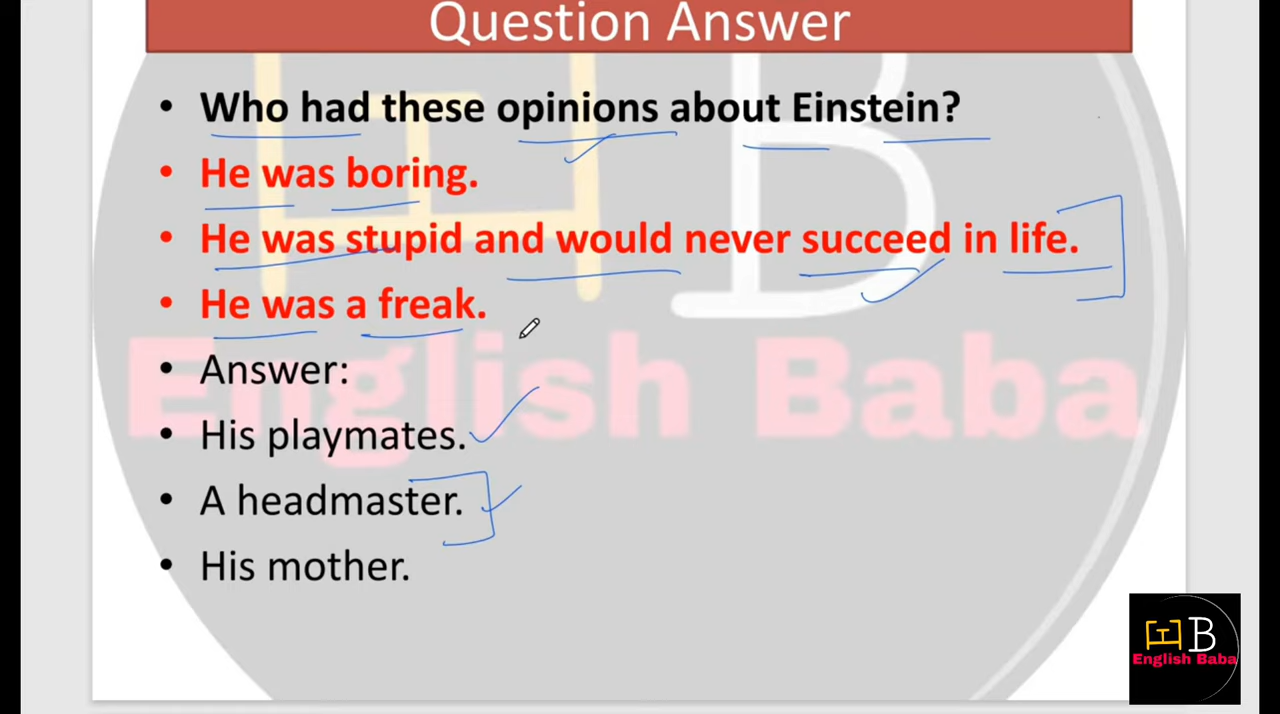 Question Answer
• Who had these opinions about Einstein?
• He was boring.
• He was stupid and would never succeed in life.
• He was a freak.
• Answer:
• His playmates.
• A headmaster.
• His mother.
English Baba
B
English Baba